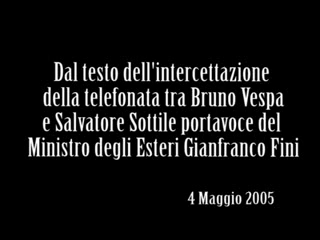 Dal testo dell'intercettazione
della telefonata tra Bruno Vespa
e Salvatore Sottile portavoce del
Ministro degli Esteri Gianfranco Fini
4 Maggio 2005